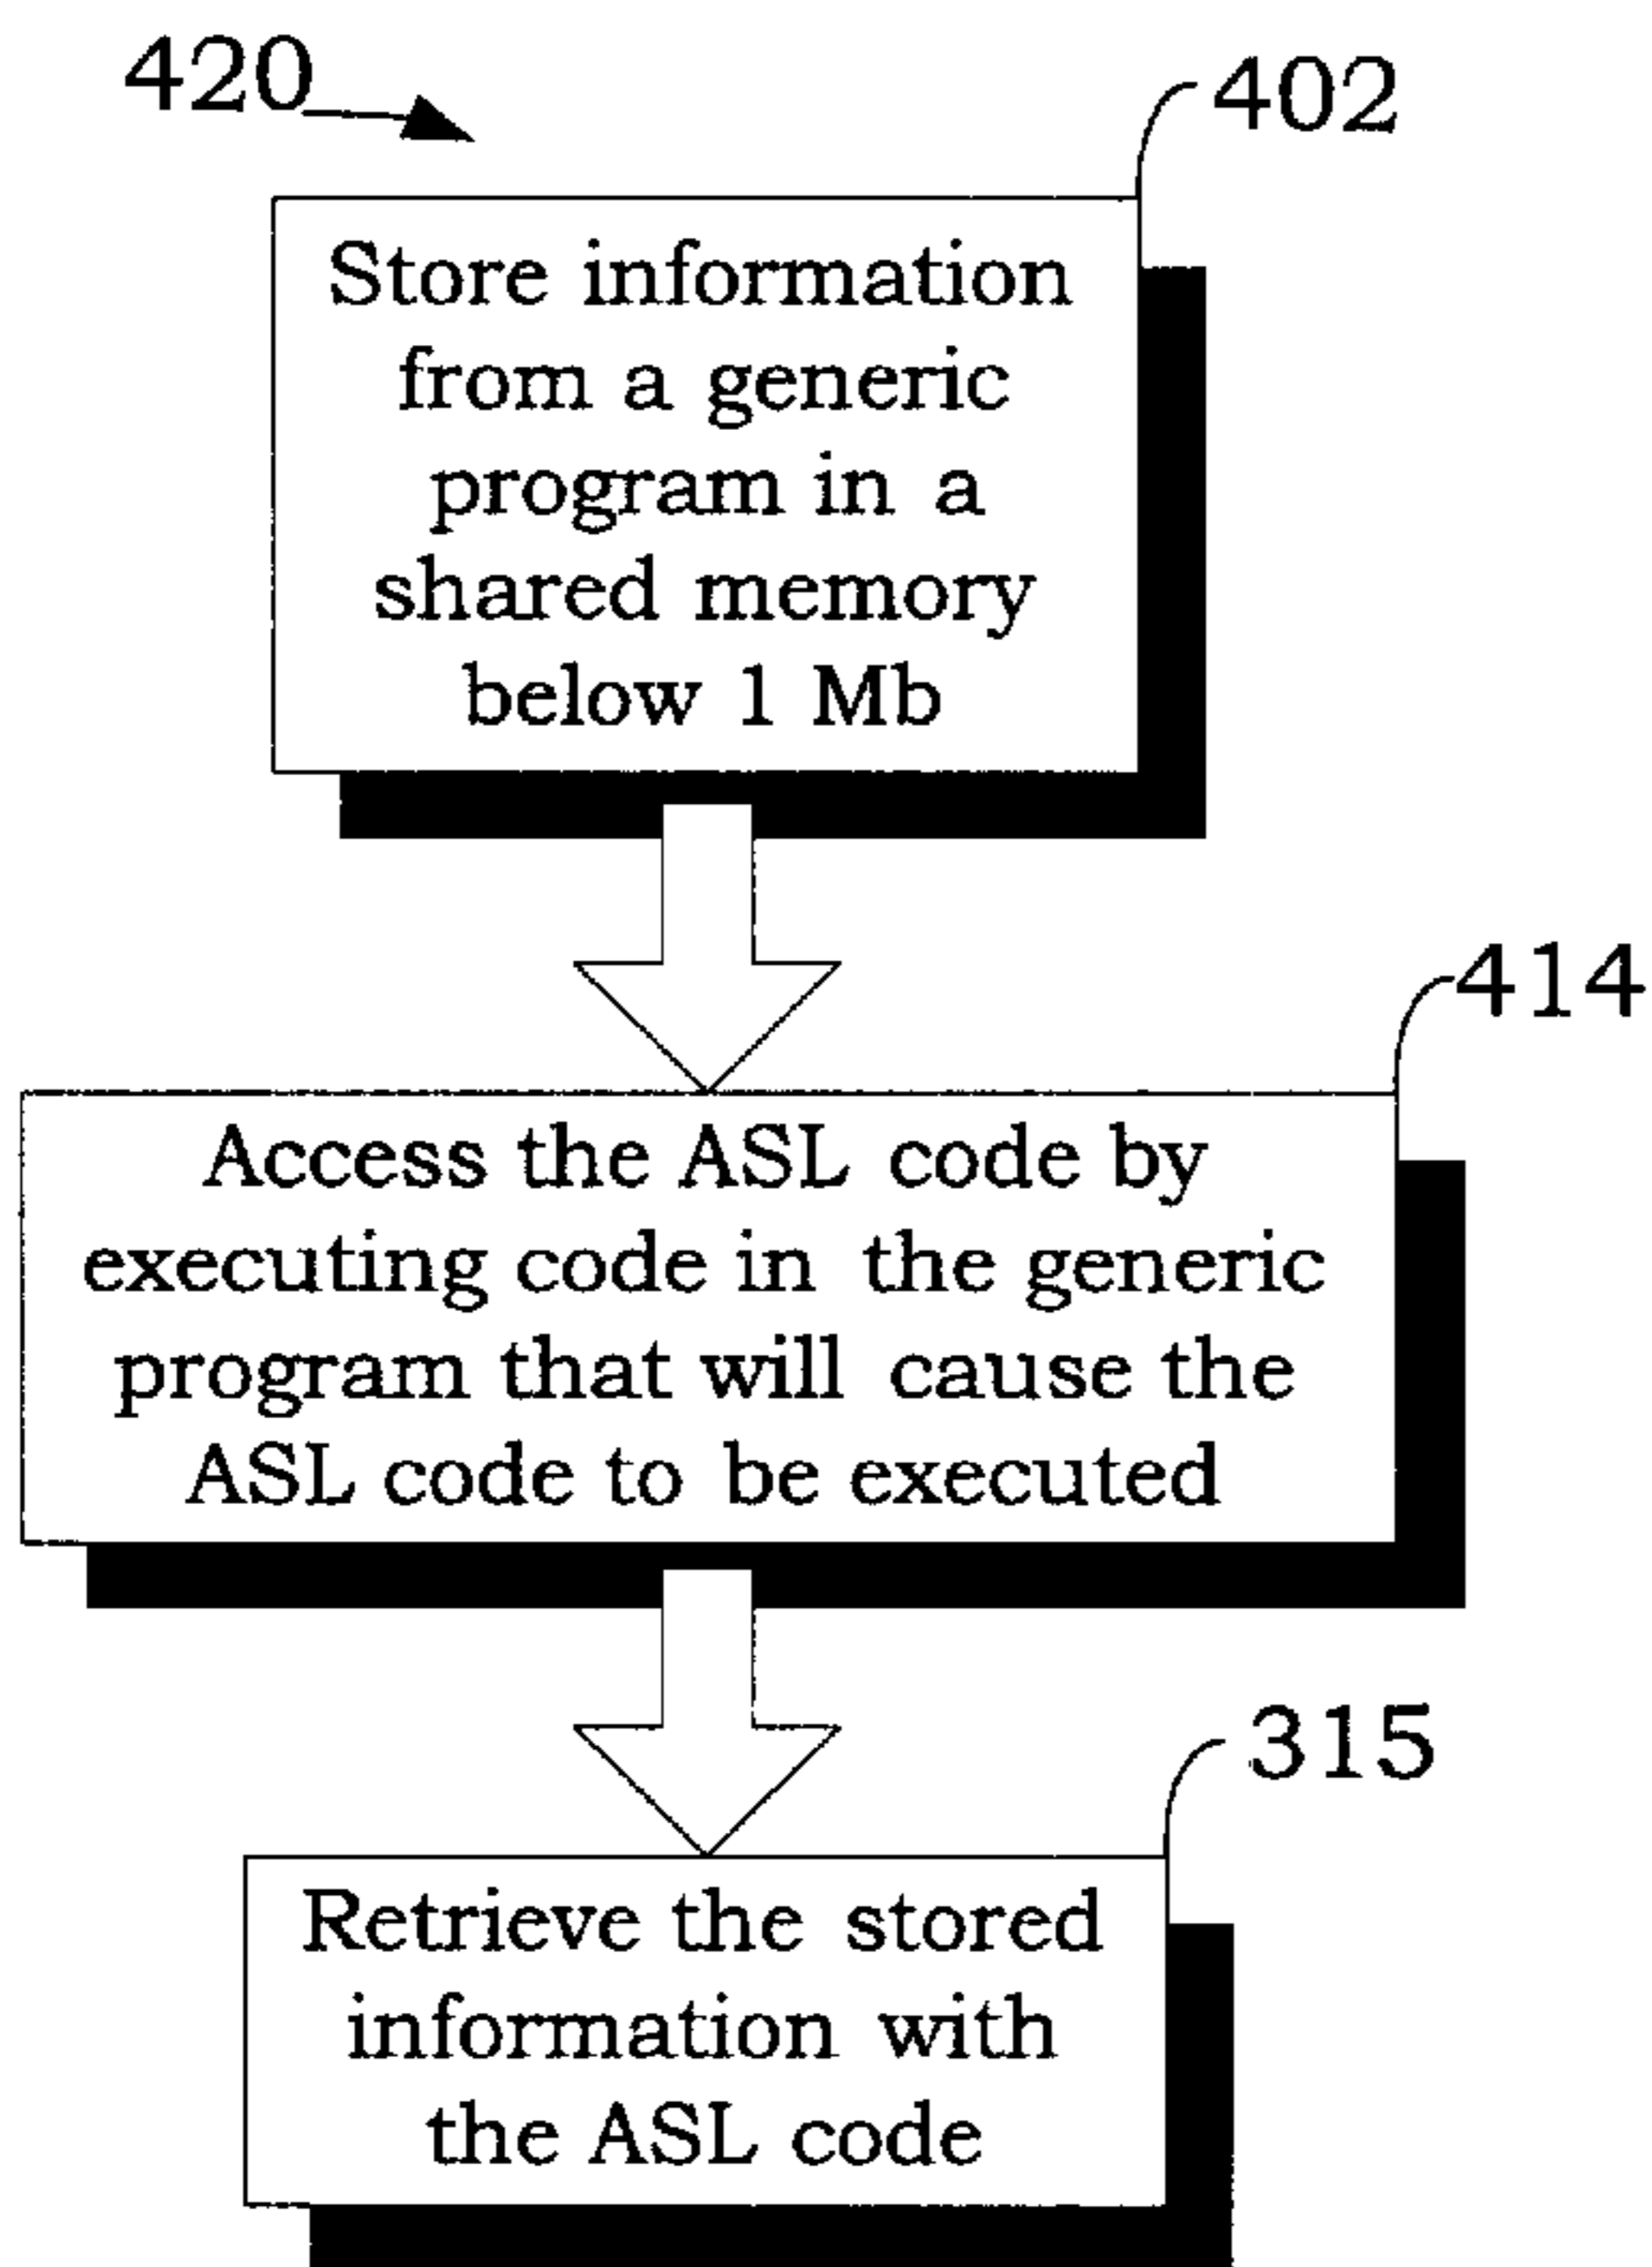 420
402
Store information
from a generic
program in a
shared memory
below 1 Mb
414
Access the ASL code by
executing code in the generic
program that will cause the
ASL code to be executed
315
Retrieve the stored
information with
the ASL code